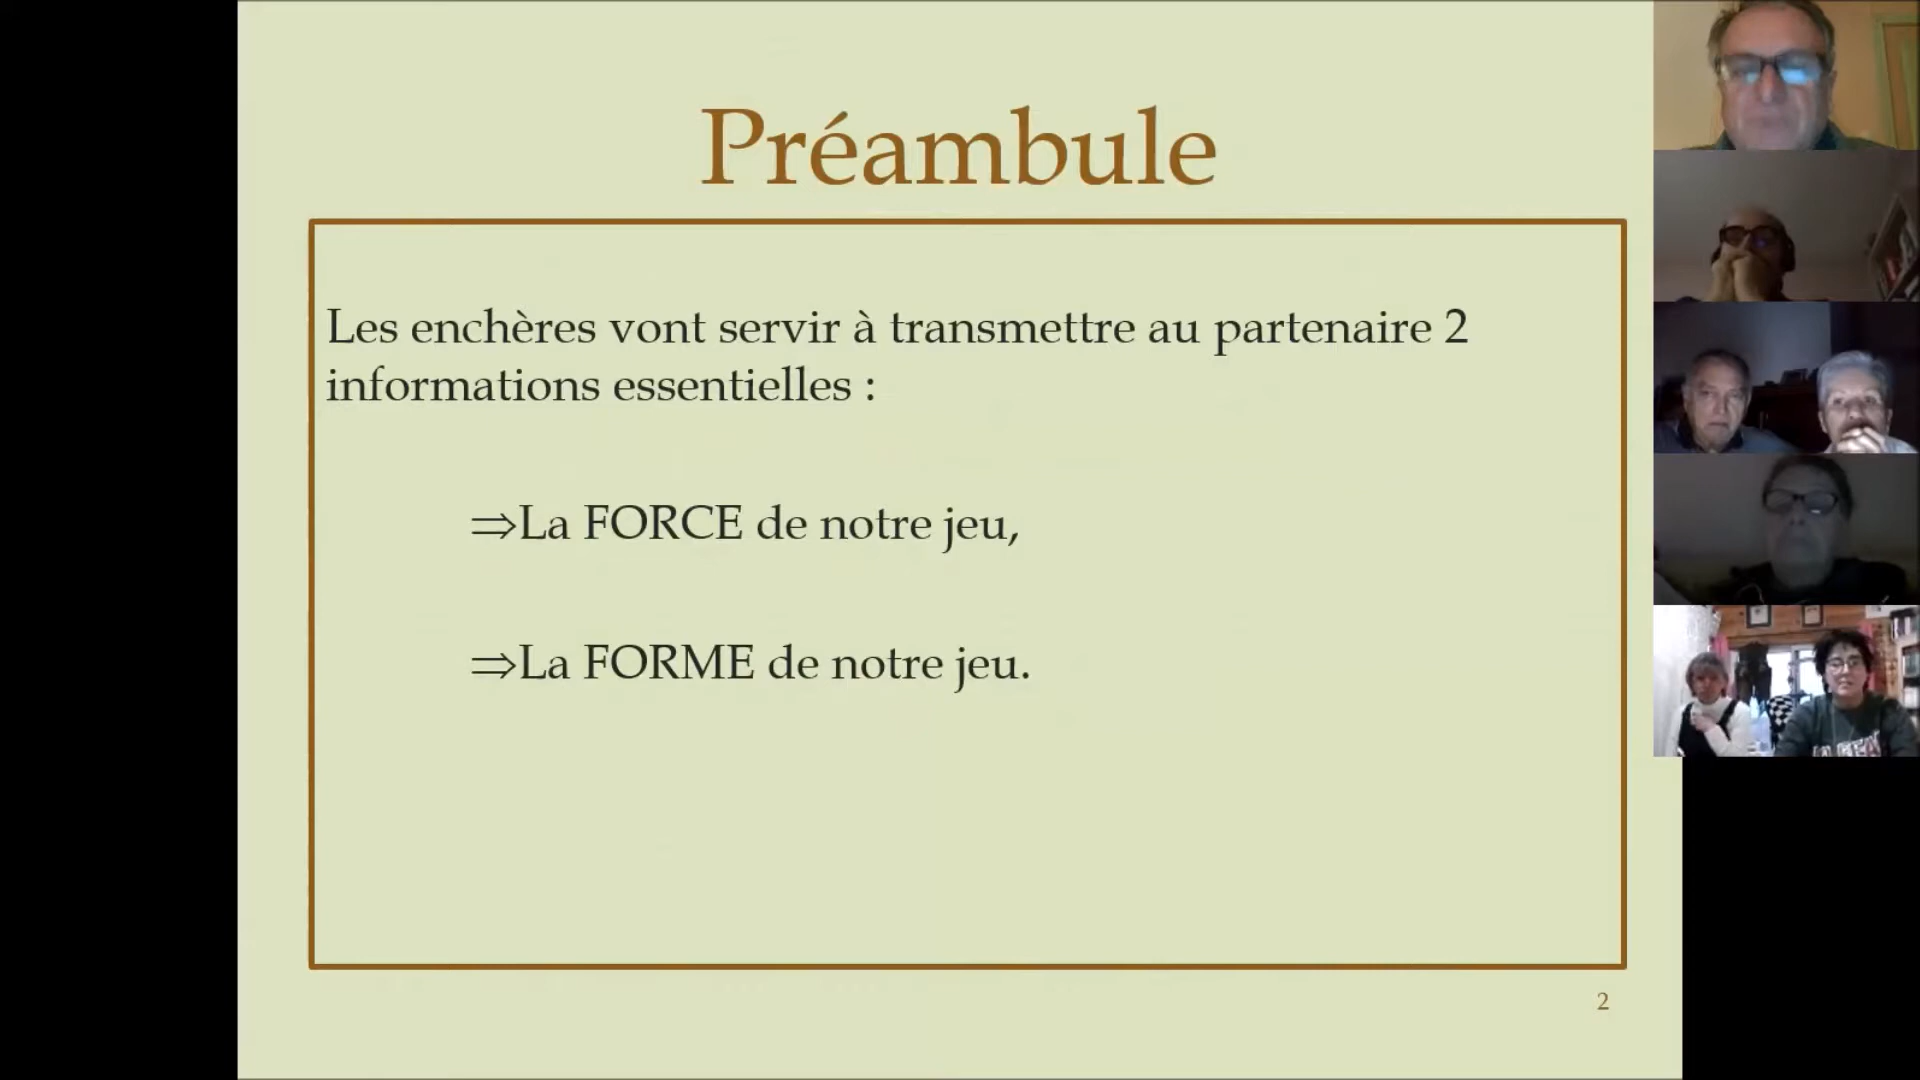 Préambule
Les enchères vont servir à transmettre au partenaire 2
informations essentielles :
⇒La FORCE de notre jeu,
⇒La FORME de notre jeu.
2